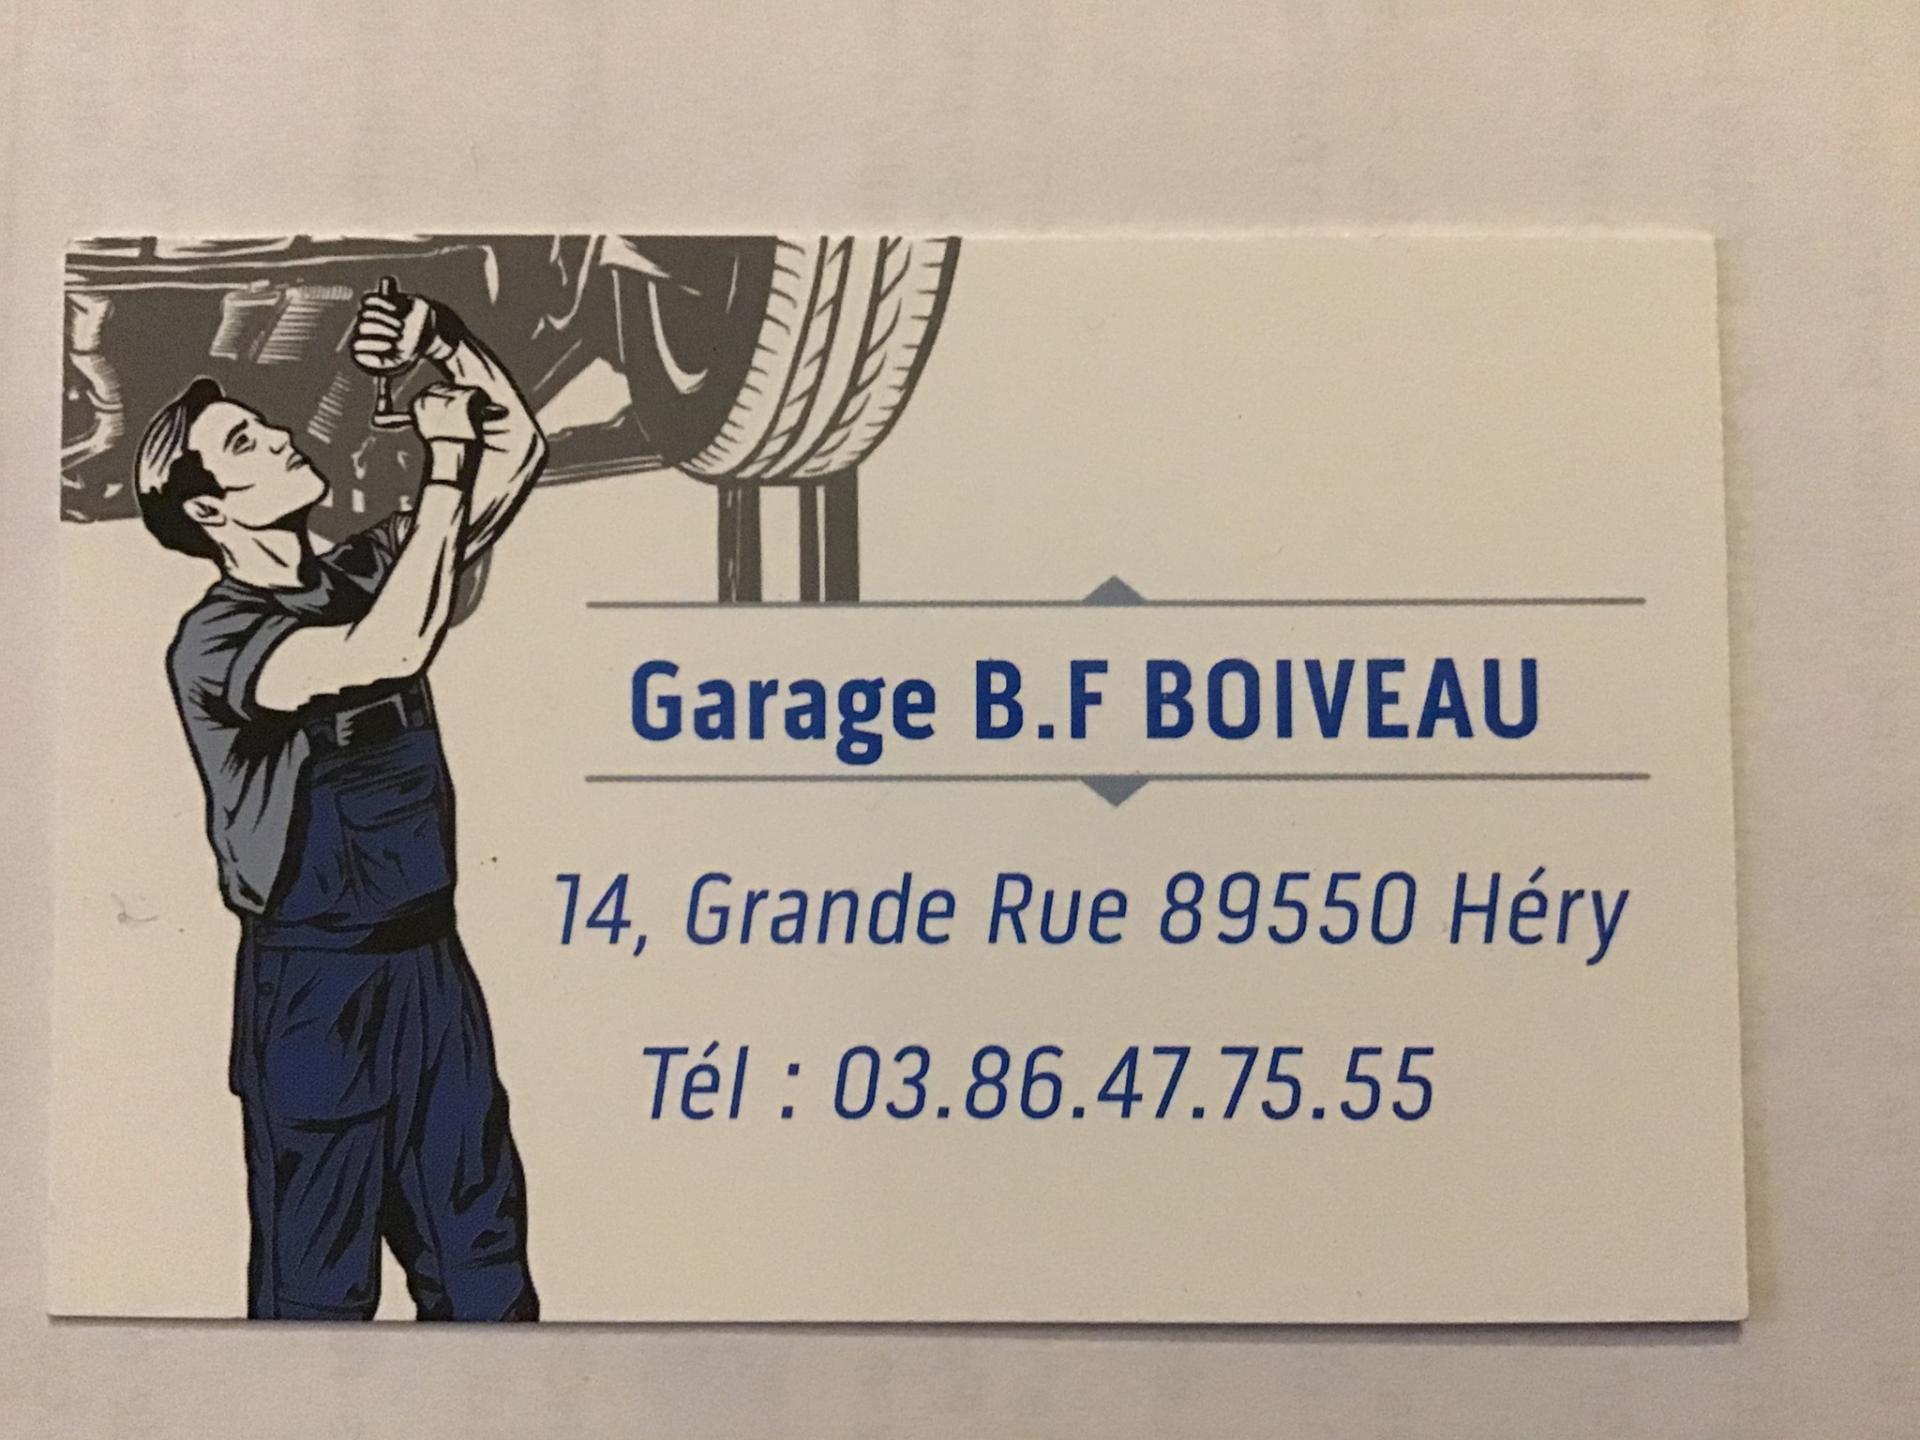 Garage B.F BOIVEAU
14, Grande Rue 89550 Héry
Tél : 03.86.47.75.55